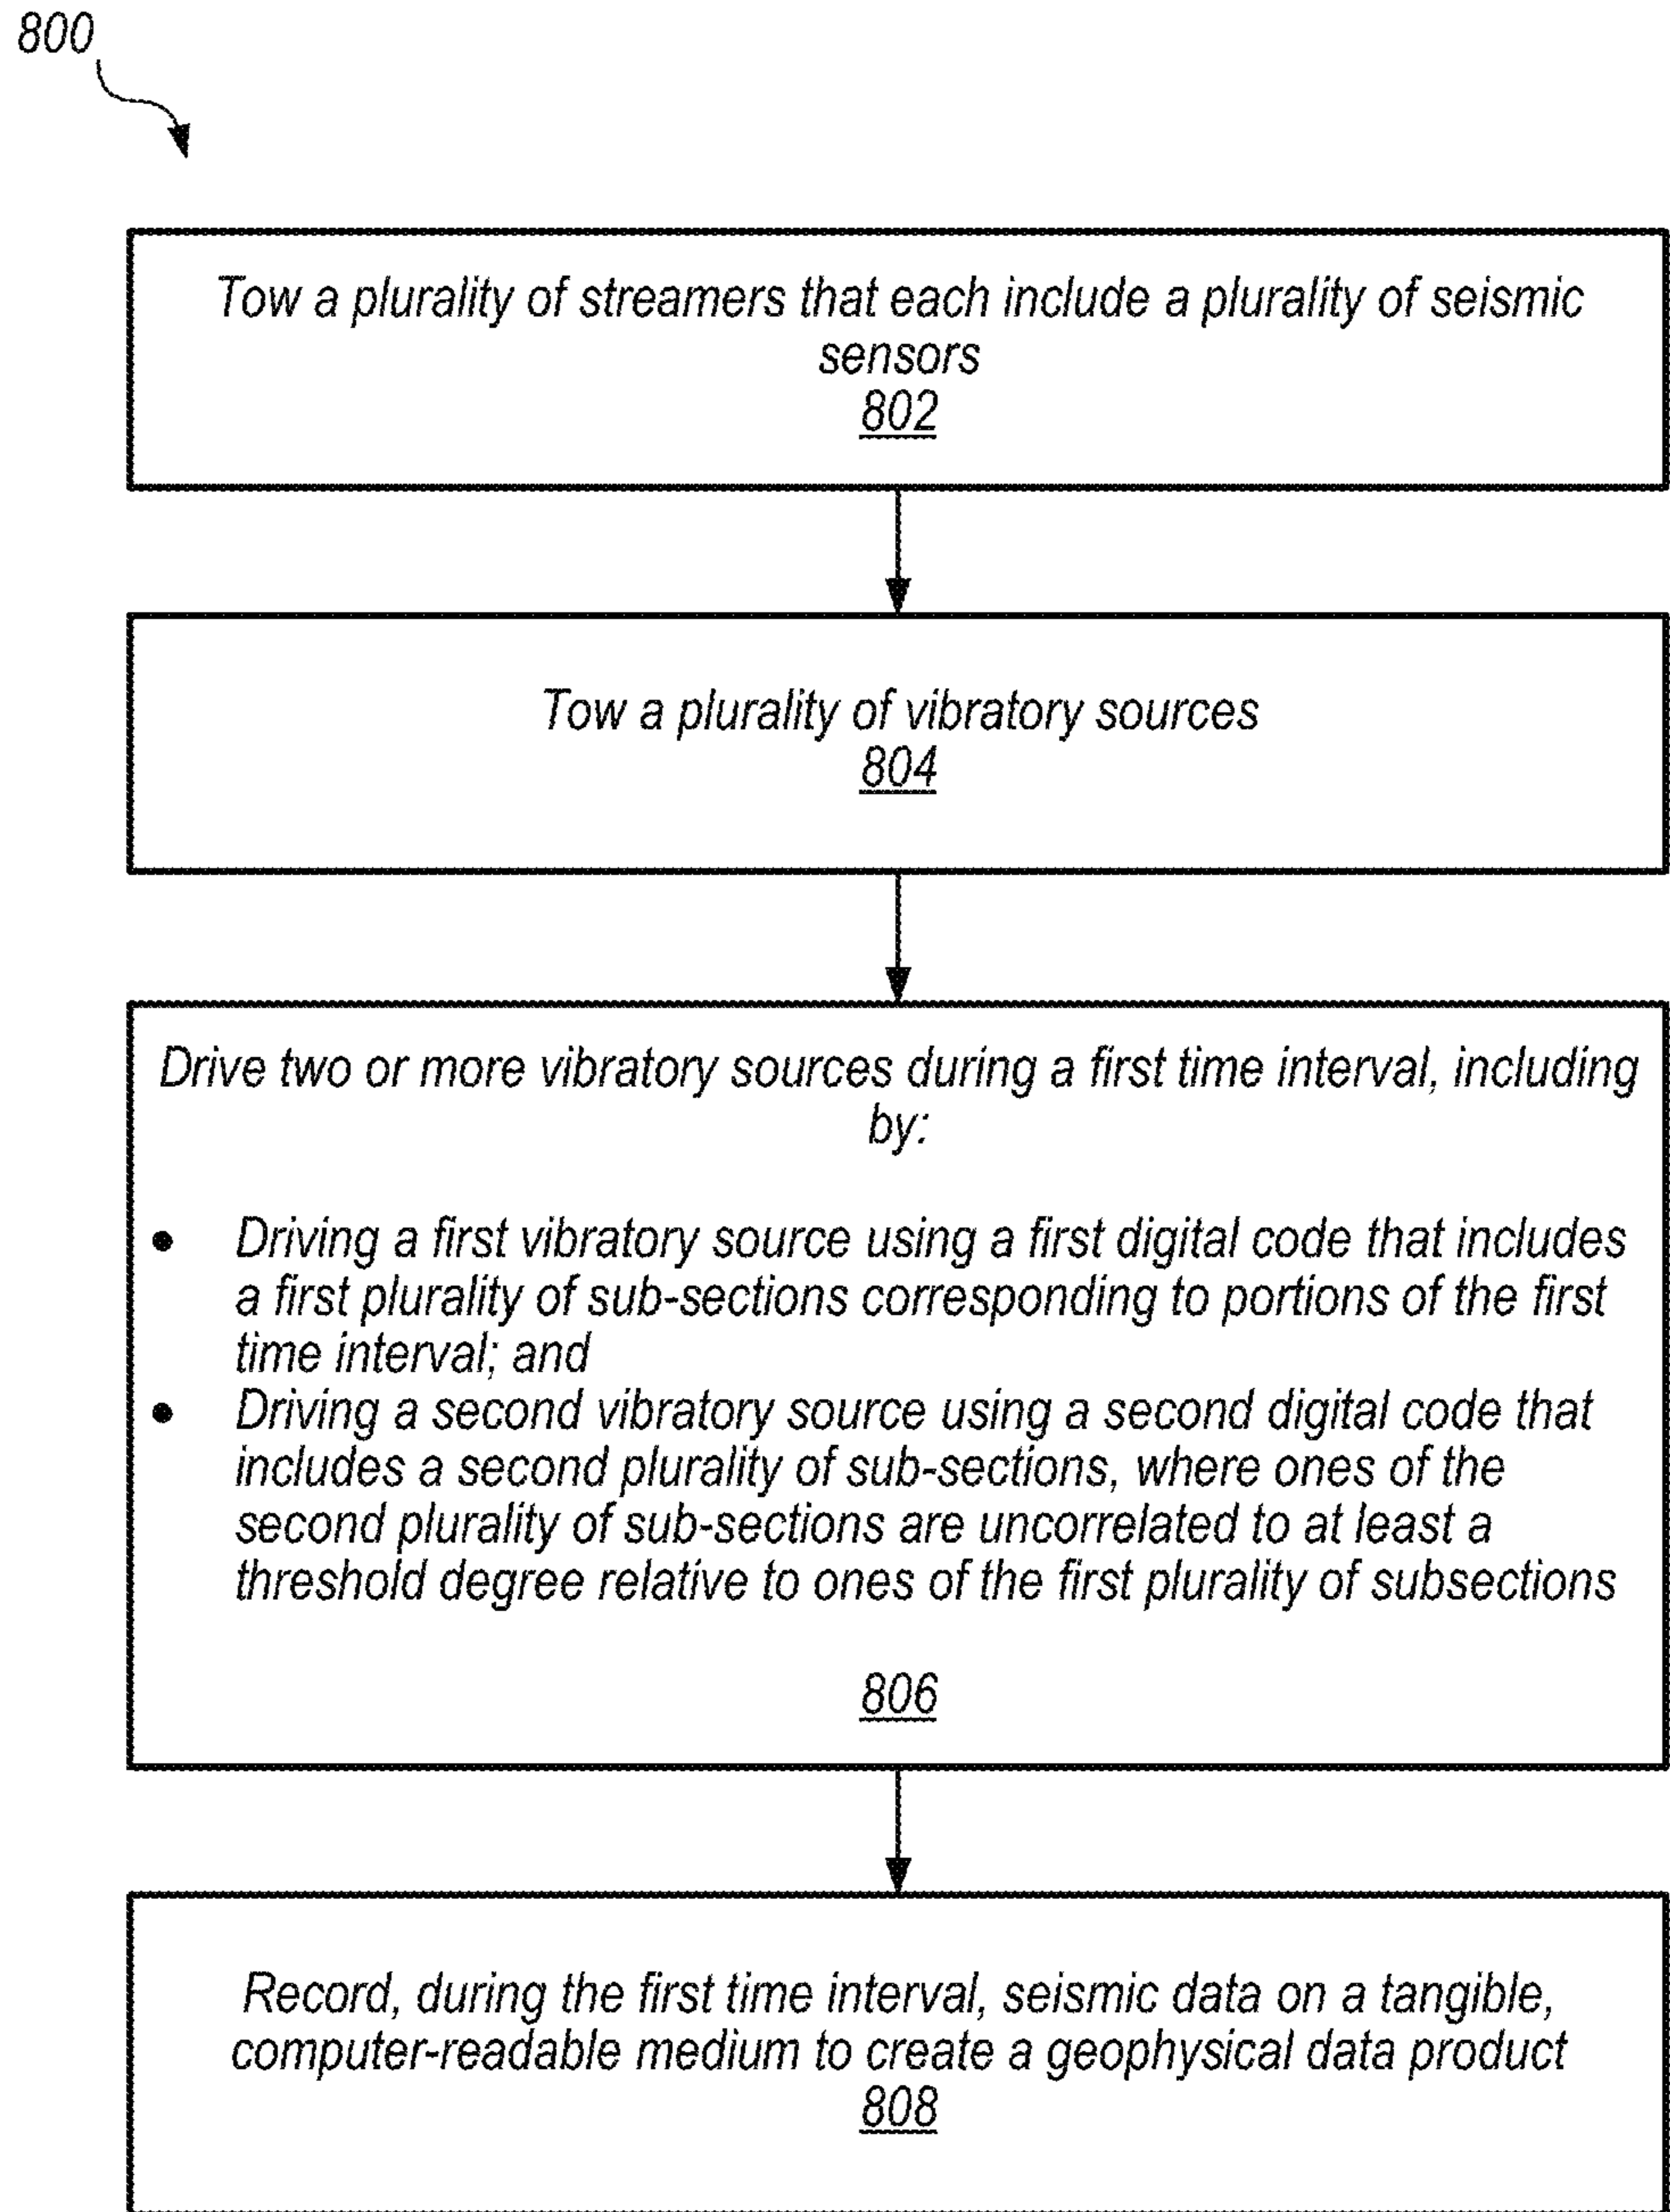 800
Tow a plurality of streamers that each include a plurality of seismic
sensors
802
Tow a plurality of vibratory sources
804
Drive two or more vibratory sources during a first time interval, including
by:
• Driving a first vibratory source using a first digital code that includes
a first plurality of sub-sections corresponding to portions of the first
time interval; and
• Driving a second vibratory source using a second digital code that
includes a second plurality of sub-sections, where ones of the
second plurality of sub-sections are uncorrelated to at least a
threshold degree relative to ones of the first plurality of subsections
806
Record, during the first time interval, seismic data on a tangible,
computer-readable medium to create a geophysical data product
808